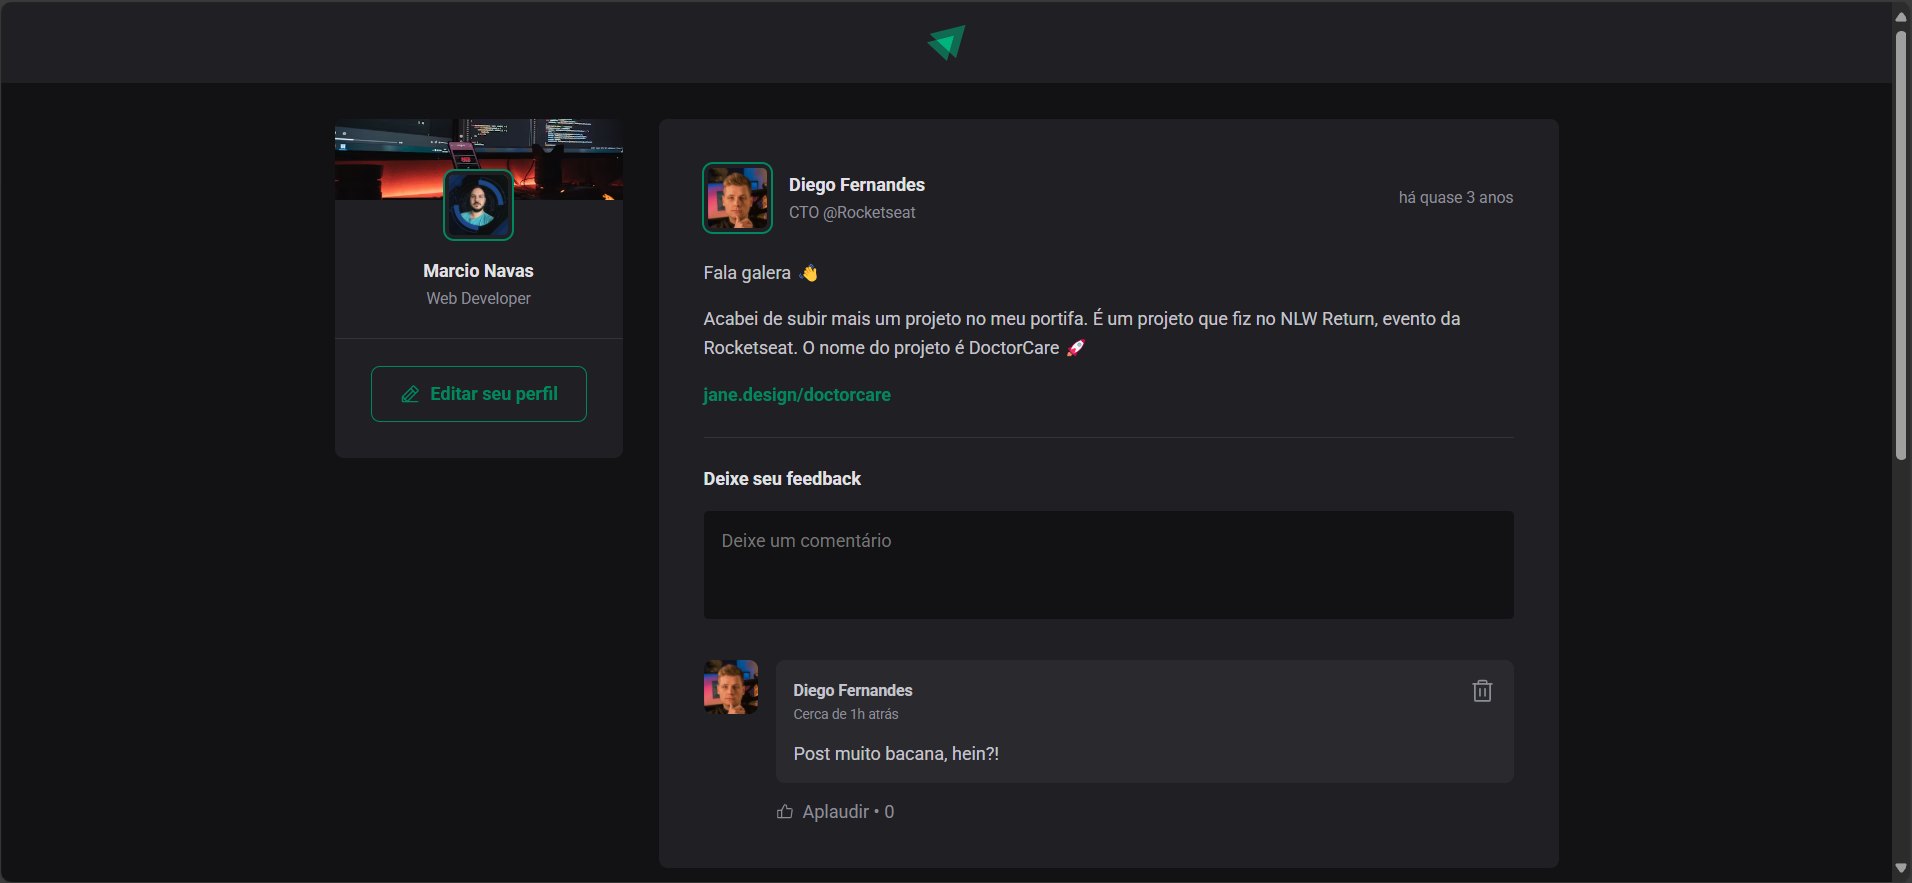 Marcio Navas
Web Developer
Editar seu perfil
Diego Fernandes
CTO @Rocketseat
há quase 3 anos
Fala galera 👋
Acabei de subir mais um projeto no meu portifa. É um projeto que fiz no NLW Return, evento da
Rocketseat. O nome do projeto é DoctorCare 🚀
jane.design/doctorcare
Deixe seu feedback
Deixe um comentário
Diego Fernandes
Cerca de 1h atrás
Post muito bacana, hein?!
Aplaudir • 0